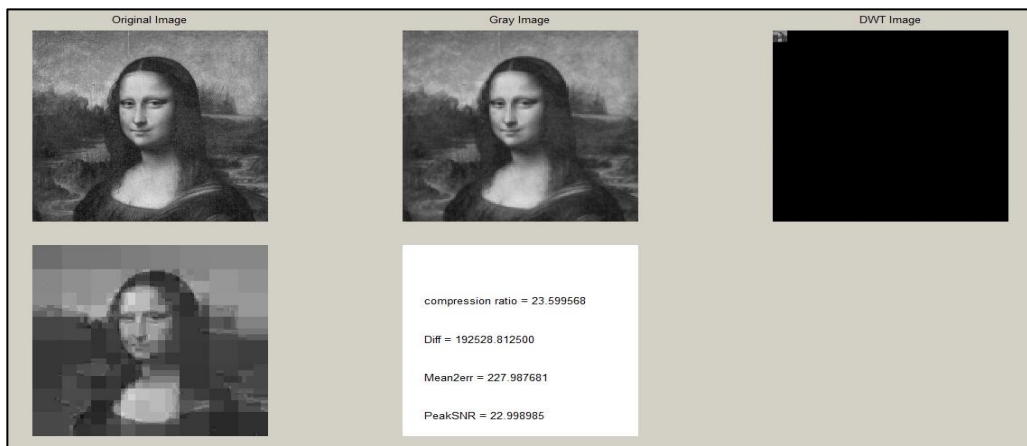 Original Image
Gray Image
DWT Image
compression ratio = 23.599568
Diff = 192528.812500
Mean2err = 227.987681
PeakSNR = 22.998985